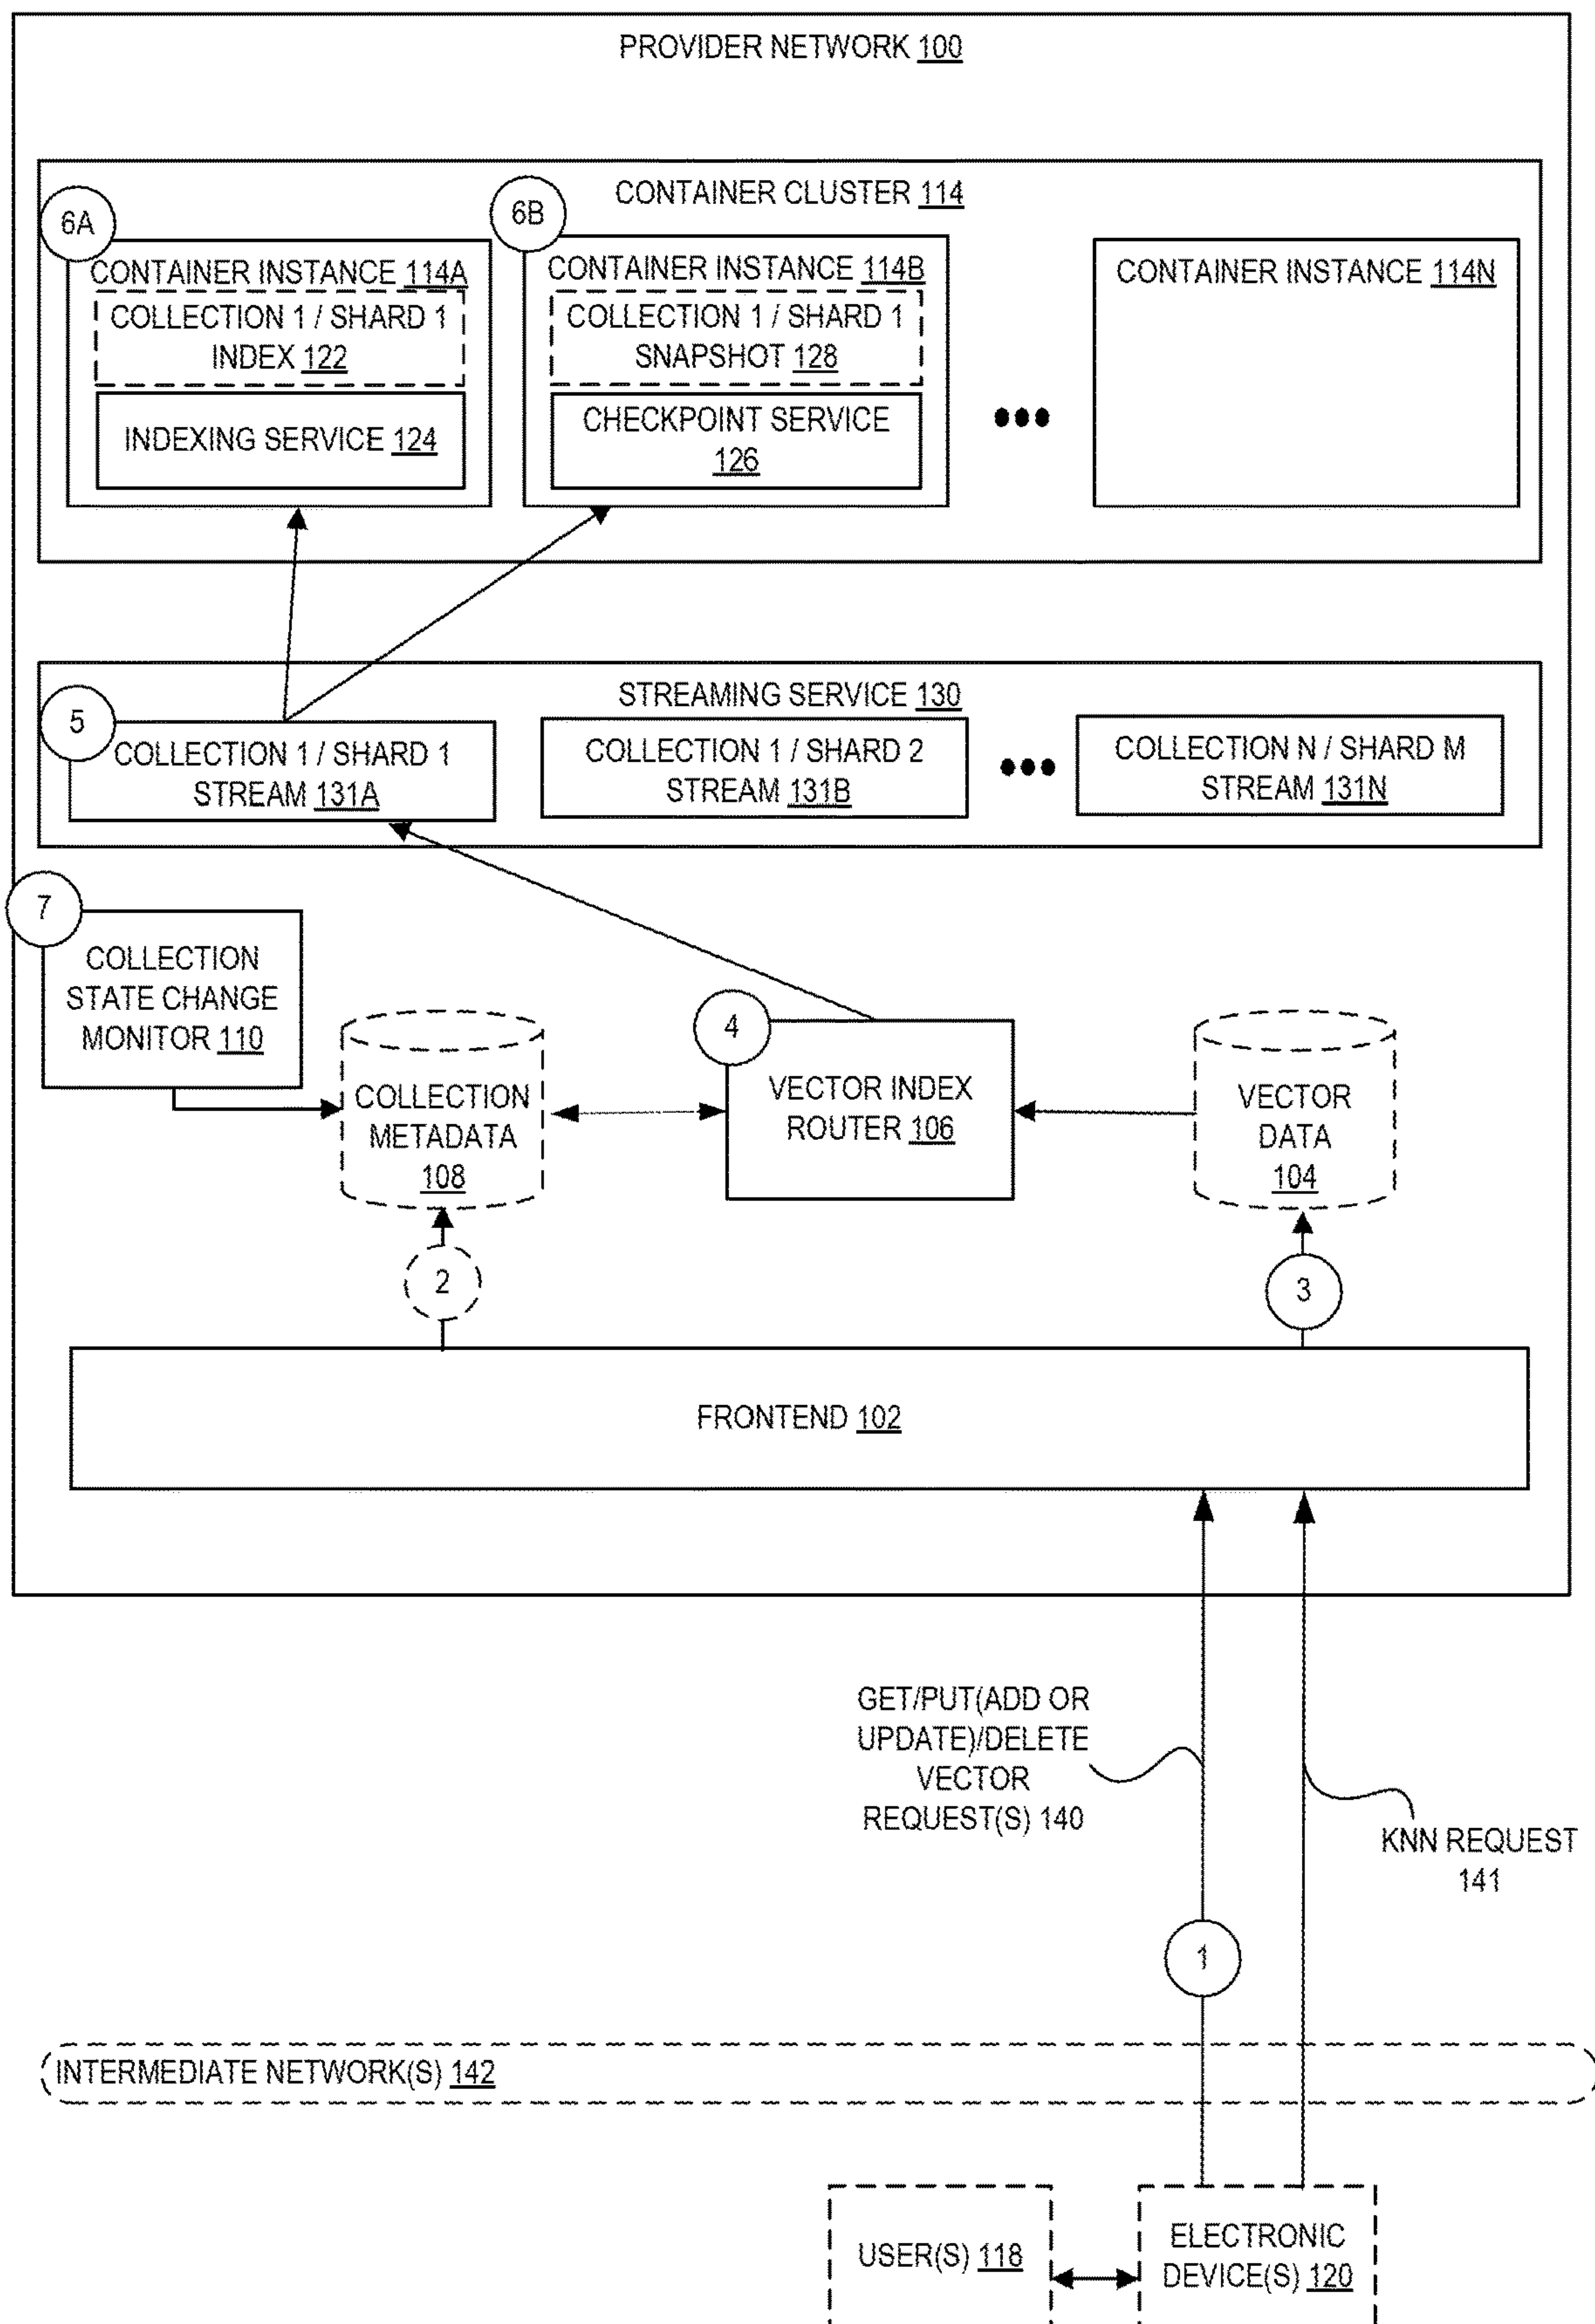 PROVIDER NETWORK 100
CONTAINER CLUSTER 114
6A
6B
CONTAINER INSTANCE 114A
COLLECTION 1 / SHARD 1
INDEX 122
INDEXING SERVICE 124
CONTAINER INSTANCE 114B
COLLECTION 1 / SHARD 1
SNAPSHOT 128
CHECKPOINT SERVICE
126
CONTAINER INSTANCE 114N
STREAMING SERVICE 130
5
COLLECTION 1 / SHARD 1
STREAM 131A
COLLECTION 1 / SHARD 2
STREAM 131B
COLLECTION N / SHARD M
STREAM 131N
7
COLLECTION
STATE CHANGE
MONITOR 110
COLLECTION
METADATA
108
4
VECTOR INDEX
ROUTER 106
VECTOR
DATA
104
2
3
FRONTEND 102
GET/PUT(ADD OR
UPDATE)/DELETE
VECTOR
REQUEST(S) 140
KNN REQUEST
141
1
INTERMEDIATE NETWORK(S) 142
USER(S) 118
ELECTRONIC
DEVICE(S) 120